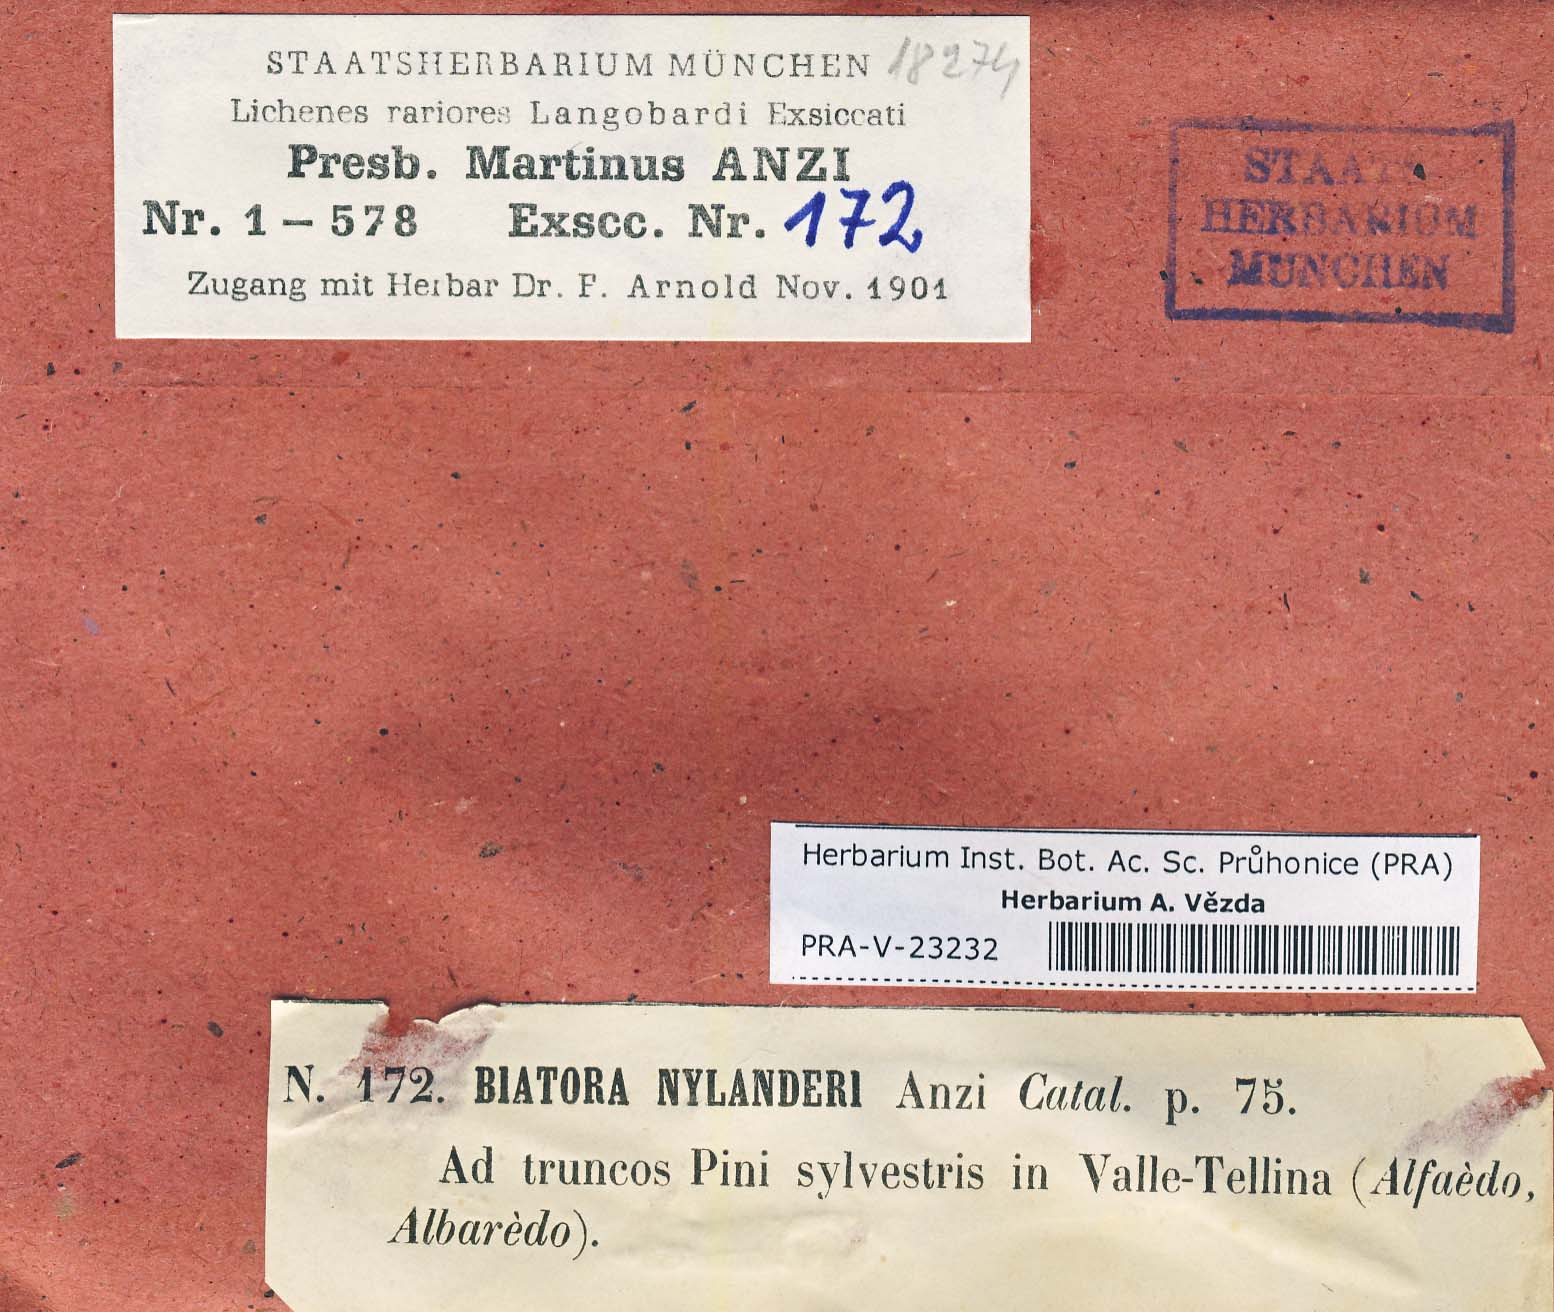 STAATSHERBARIUM MÜNCHEN 18274
Lichenes rariores Langobardi Exsiccati
Presb. Martinus ANZI
Nr. 1 – 578 Exscc. Nr. 172
Zugang mit Herbar Dr. F. Arnold Nov. 1901
STAATS
HERBARIUM
MÜNCHEN
Herbarium Inst. Bot. Ac. Sc. Průhonice (PRA)
Herbarium A. Vězda
PRA-V-23232
N. 172. BIATORA NYLANDERI Anzi Catal. p. 75.
Ad truncos Pini sylvestris in Valle-Tellina (Alfaèdo,
Albarèdo).